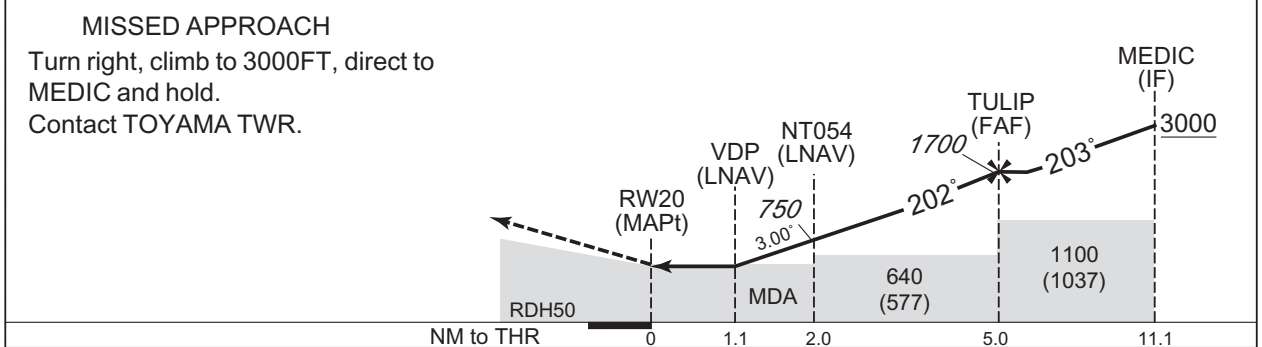 MISSED APPROACH
Turn right, climb to 3000FT, direct to
MEDIC and hold.
Contact TOYAMA TWR.
MEDIC
(IF)
3000
TULIP
(FAF)
1700
203°
NT054
(LNAV)
202°
VDP
(LNAV)
750
3.00°
RW20
(MAPt)
1100
(1037)
640
(577)
MDA
RDH50
NM to THR 0 1.1 2.0 5.0 11.1